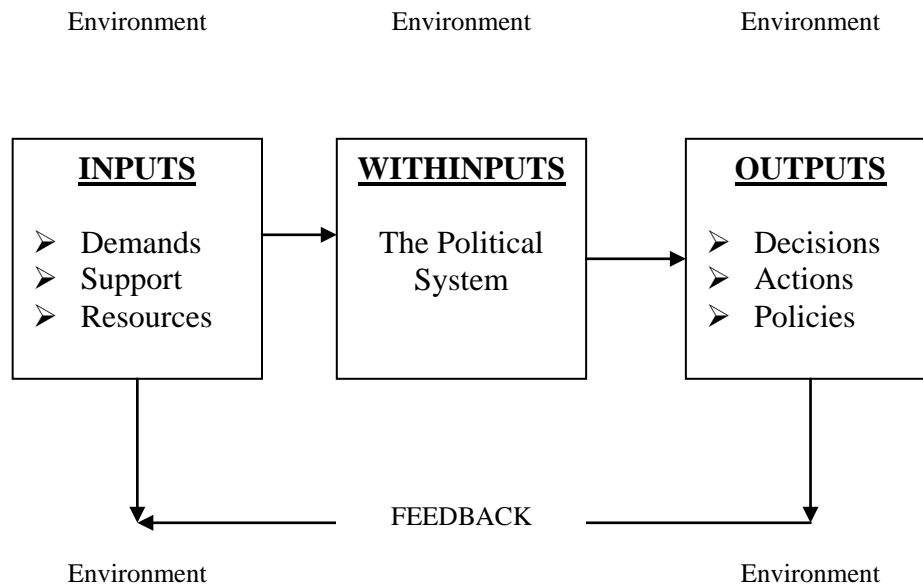 Environment Environment Environment
INPUTS
➢ Demands
➢ Support
➢ Resources
WITHINPUTS
The Political
System
OUTPUTS
➢ Decisions
➢ Actions
➢ Policies
FEEDBACK
Environment Environment